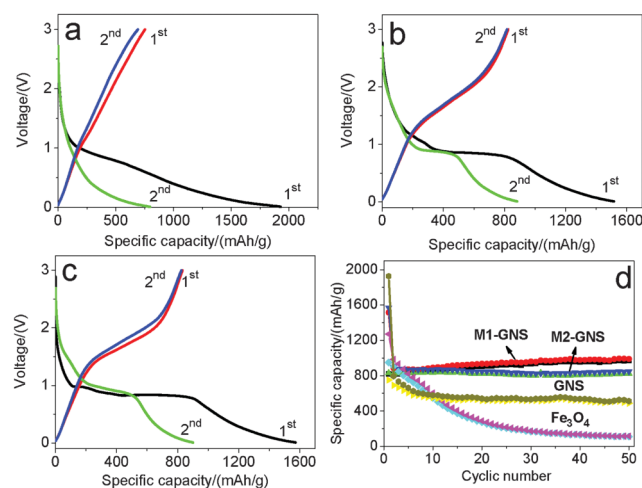 a
2nd
1st
Voltage/(V)
3
2
1
0
2nd
1st
0 500 1000 1500 2000
Specific capacity/(mAh/g)
b
2nd
1st
Voltage/(V)
3
2
1
0
2nd
1st
0 400 800 1200 1600
Specific capacity/(mAh/g)
c
2nd
1st
Voltage/(V)
3
2
1
0
2nd
1st
0 400 800 1200 1600
Specific capacity/(mAh/g)
d
Specific capacity/(mAh/g)
2000
1600
1200
800
400
0
M1-GNS
M2-GNS
GNS
Fe3O4
0 10 20 30 40 50
Cyclic number